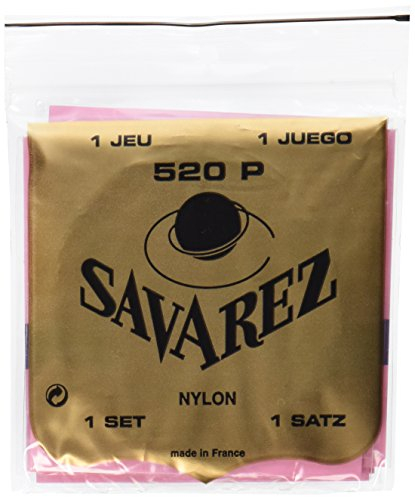 1 JEU 1 JUEGO
520 P
SAVAREZ
NYLON
1 SET 1 SATZ
made in France